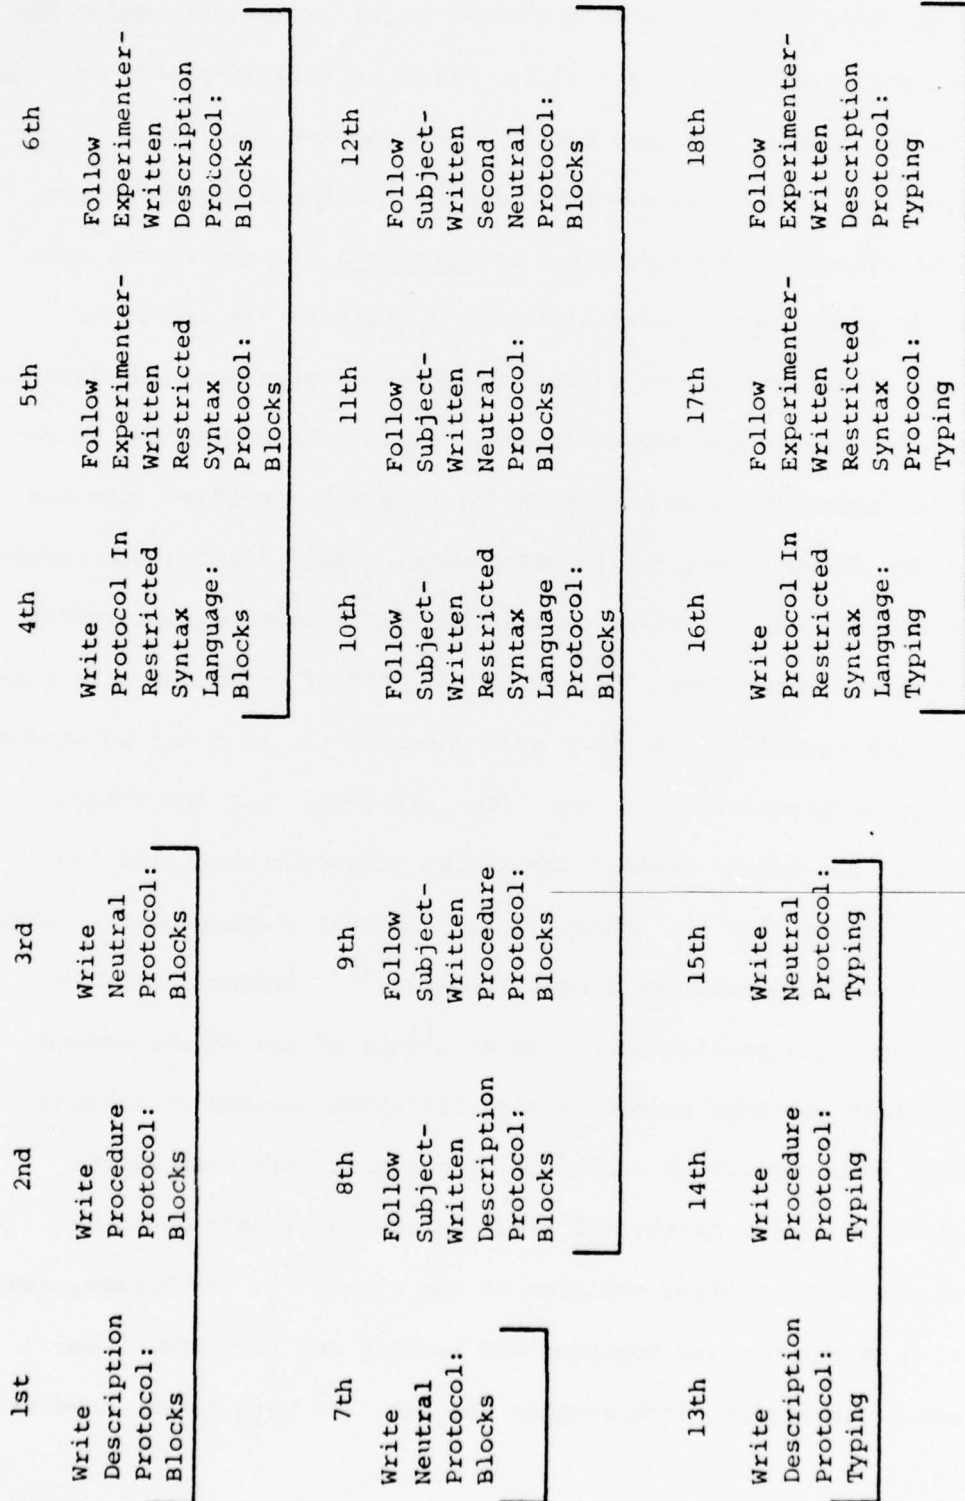 1st
Write
Description
Protocol:
Blocks
2nd
Write
Procedure
Protocol:
Blocks
3rd
Write
Neutral
Protocol:
Blocks
4th
Write
Protocol In
Restricted
Syntax
Language:
Blocks
5th
Follow
Experimenter-
Written
Restricted
Syntax
Protocol:
Blocks
6th
Follow
Experimenter-
Written
Description
Protocol:
Blocks
7th
Follow
Neutral
Protocol:
Blocks
8th
Follow
Subject-
Written
Description
Protocol:
Blocks
9th
Follow
Subject-
Written
Procedure
Protocol:
Blocks
10th
Follow
Subject-
Written
Restricted
Syntax
Language
Protocol
Blocks
11th
Follow
Subject-
Written
Neutral
Protocol:
Blocks
12th
Follow
Subject-
Written
Second
Neutral
Protocol:
Blocks
13th
Write
Description
Protocol:
Typing
14th
Write
Procedure
Protocol:
Typing
15th
Write
Neutral
Protocol:
Typing
16th
Write
Protocol In
Restricted
Syntax
Language:
Typing
17th
Follow
Experimenter-
Written
Restricted
Syntax
Protocol:
Typing
18th
Follow
Experimenter-
Written
Description
Protocol:
Typing